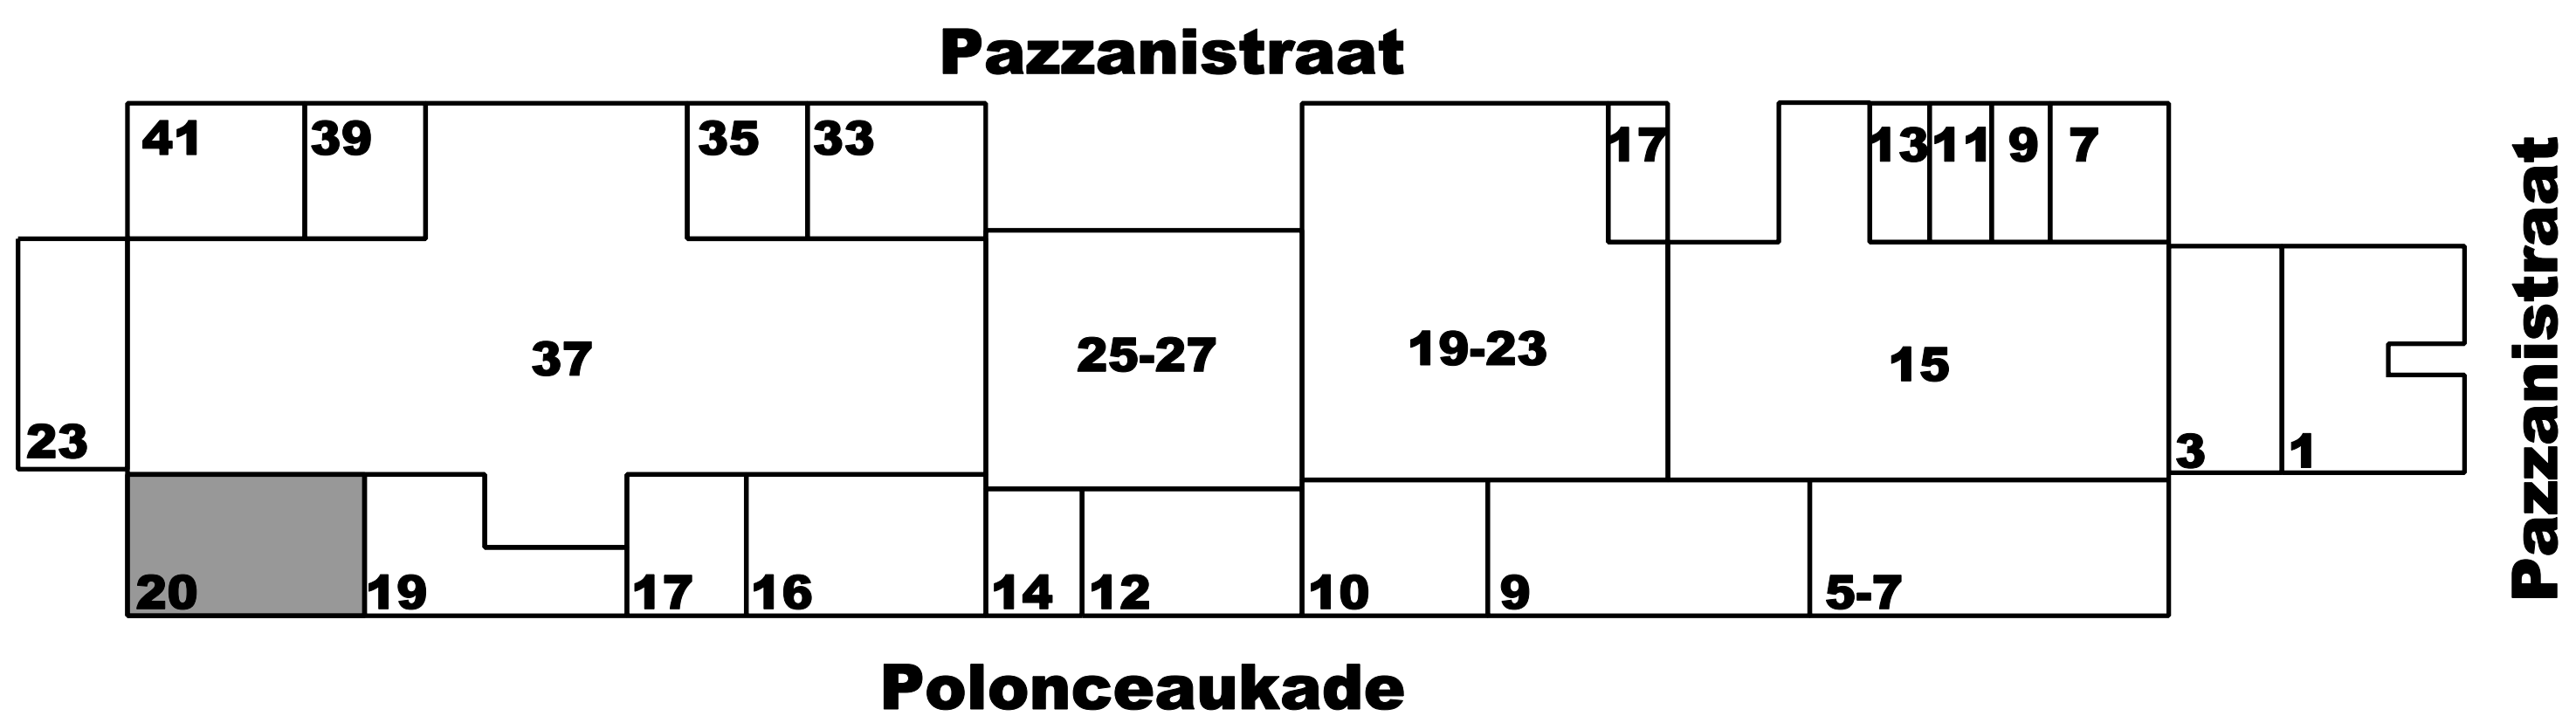 Pazzanistraat
41 39 35 33 17 13 11 9 7
Pazzanistraat
37 25-27 19-23 15
23 3 1
20 19 17 16 14 12 10 9 5-7
Polonceaukade